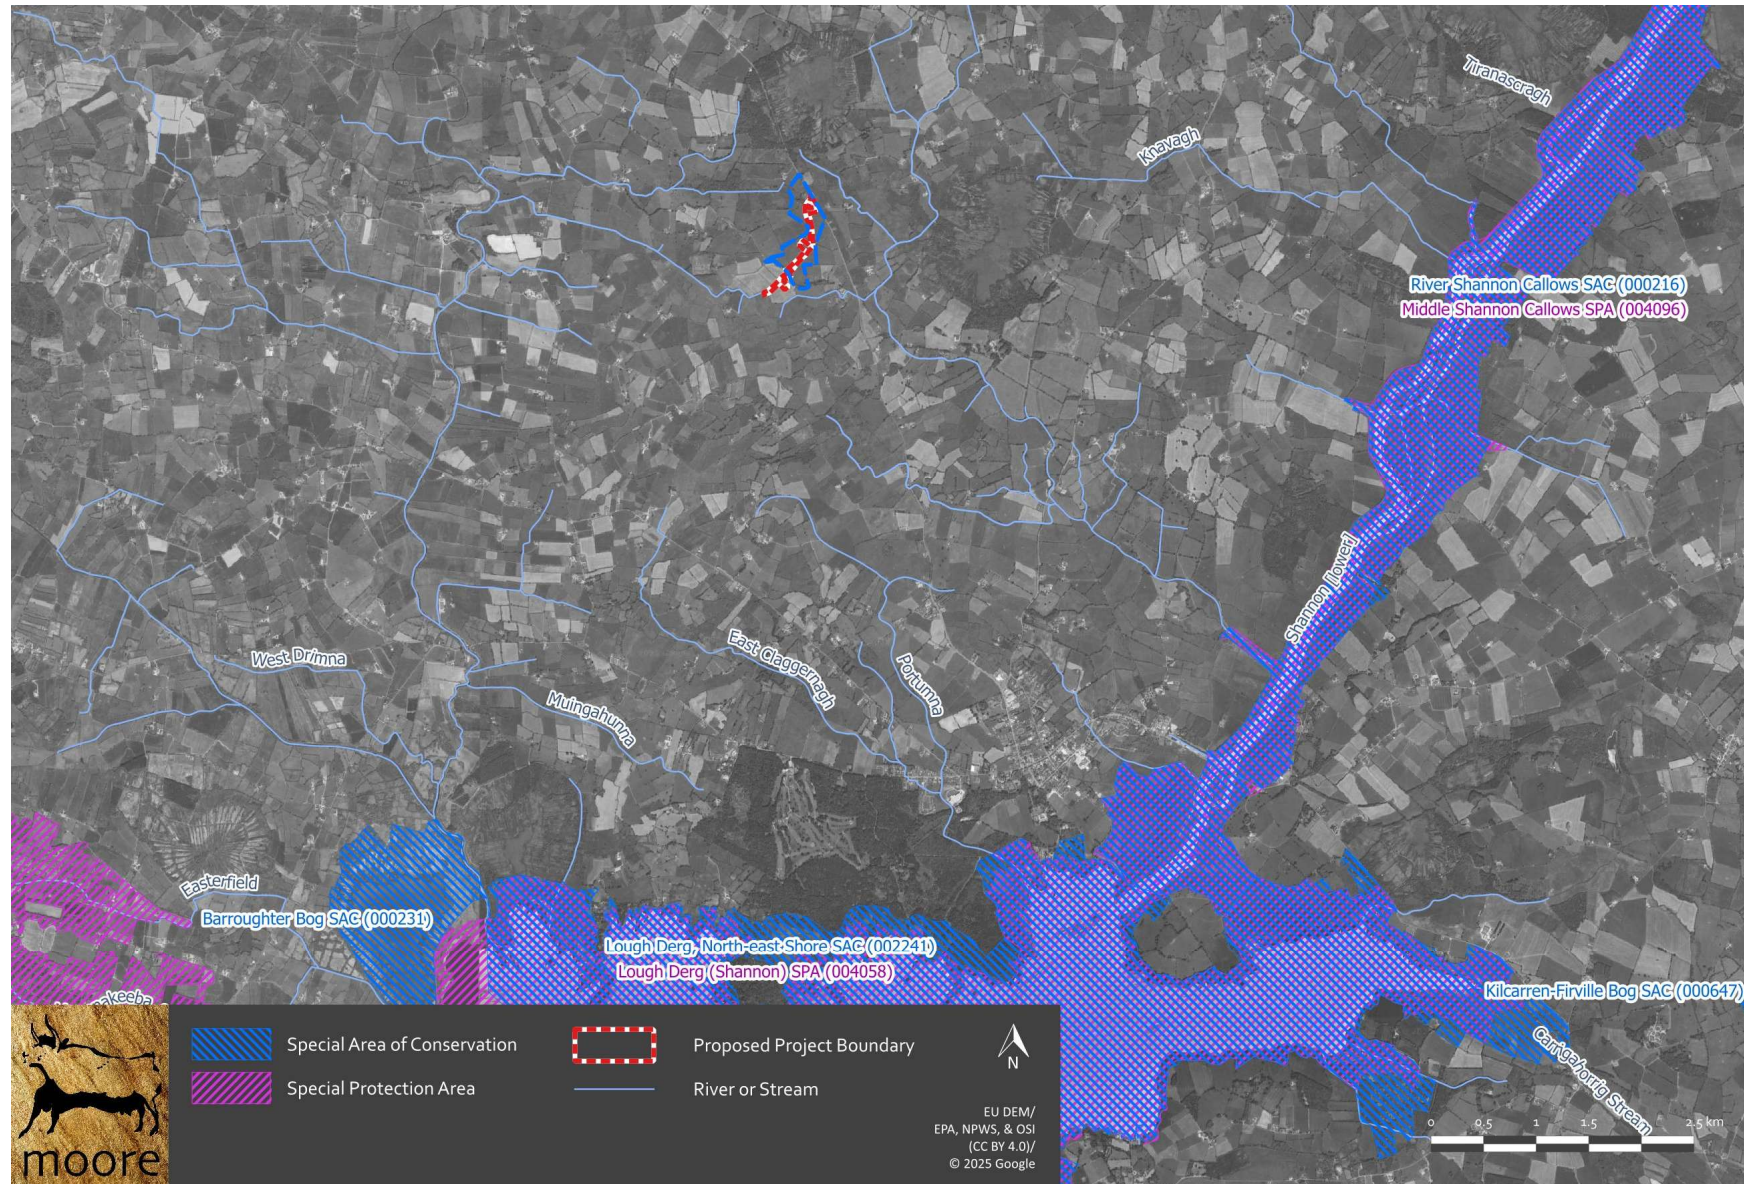 Tiranascragh
Knavagh
River Shannon Callows SAC (000216)
Middle Shannon Callows SPA (004096)
Shannon [lower]
West Drimna
East Claggernagh
Portumna
Muingahunna
Easterfield
Barroughter Bog SAC (000231)
Lough Derg, North-east Shore SAC (002241)
Lough Derg (Shannon) SPA (004058)
Kilcarren-Firville Bog SAC (000647)
Carrigahorrig Stream
Special Area of Conservation
Special Protection Area
Proposed Project Boundary
River or Stream
N
EU DEM/
EPA, NPWS, & OSI
(CC BY 4.0)/
© 2025 Google
0 0.5 1 1.5 2 2.5 km
moore